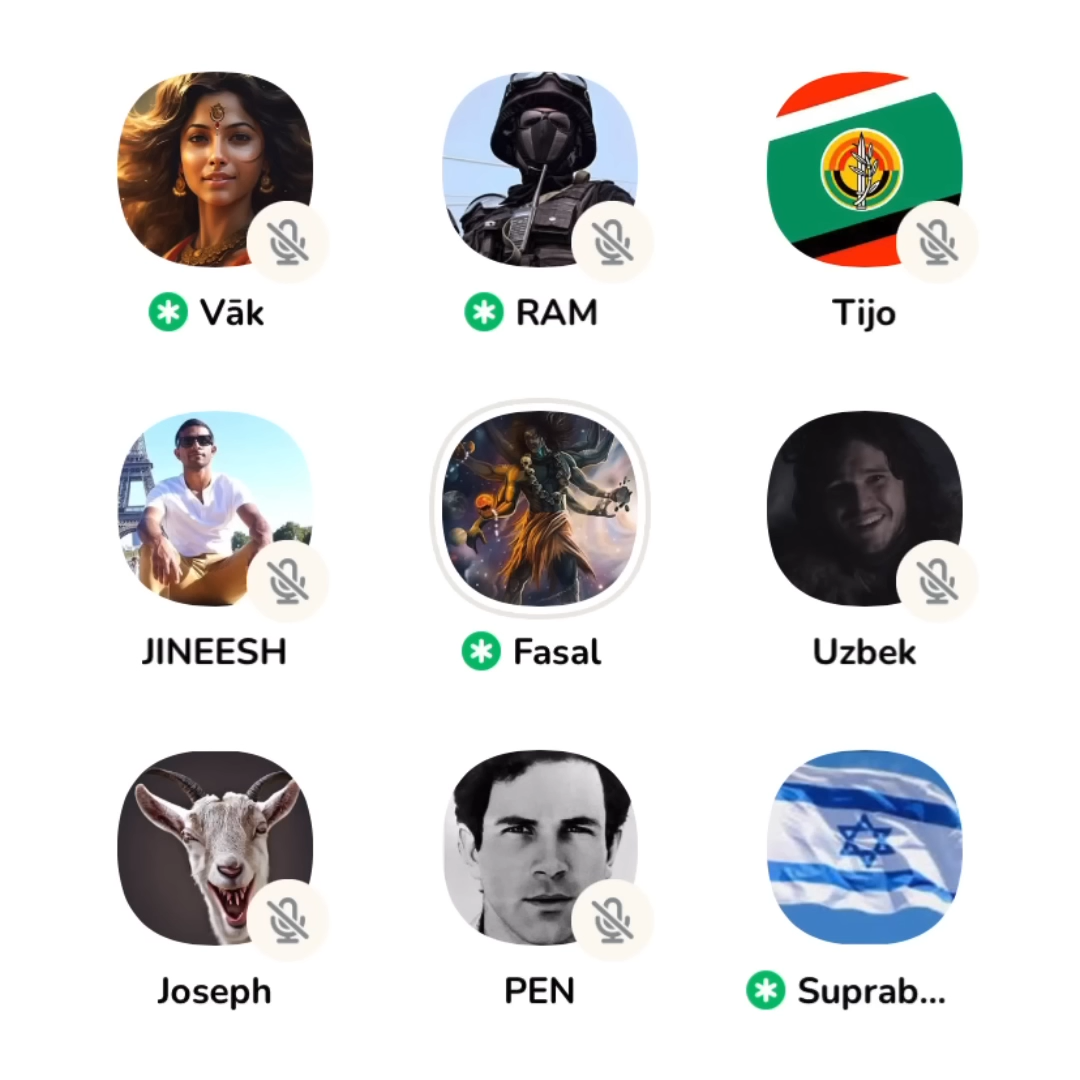 Vāk
RAM
Tijo
JINEESH
Fasal
Uzbek
Joseph
PEN
Suprab...